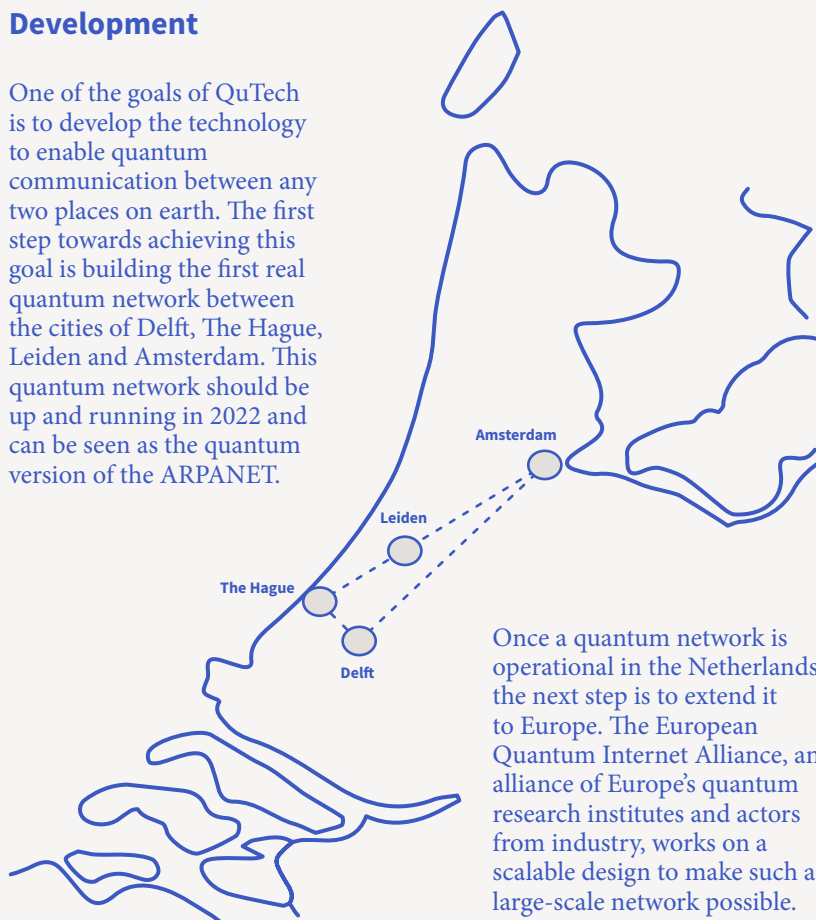 Development
One of the goals of QuTech
is to develop the technology
to enable quantum
communication between any
two places on earth. The first
step towards achieving this
goal is building the first real
quantum network between
the cities of Delft, The Hague,
Leiden and Amsterdam. This
quantum network should be
up and running in 2022 and
can be seen as the quantum
version of the ARPANET.
Amsterdam
Leiden
The Hague
Delft
Once a quantum network is
operational in the Netherlands
the next step is to extend it
to Europe. The European
Quantum Internet Alliance, an
alliance of Europe’s quantum
research institutes and actors
from industry, works on a
scalable design to make such a
large-scale network possible.